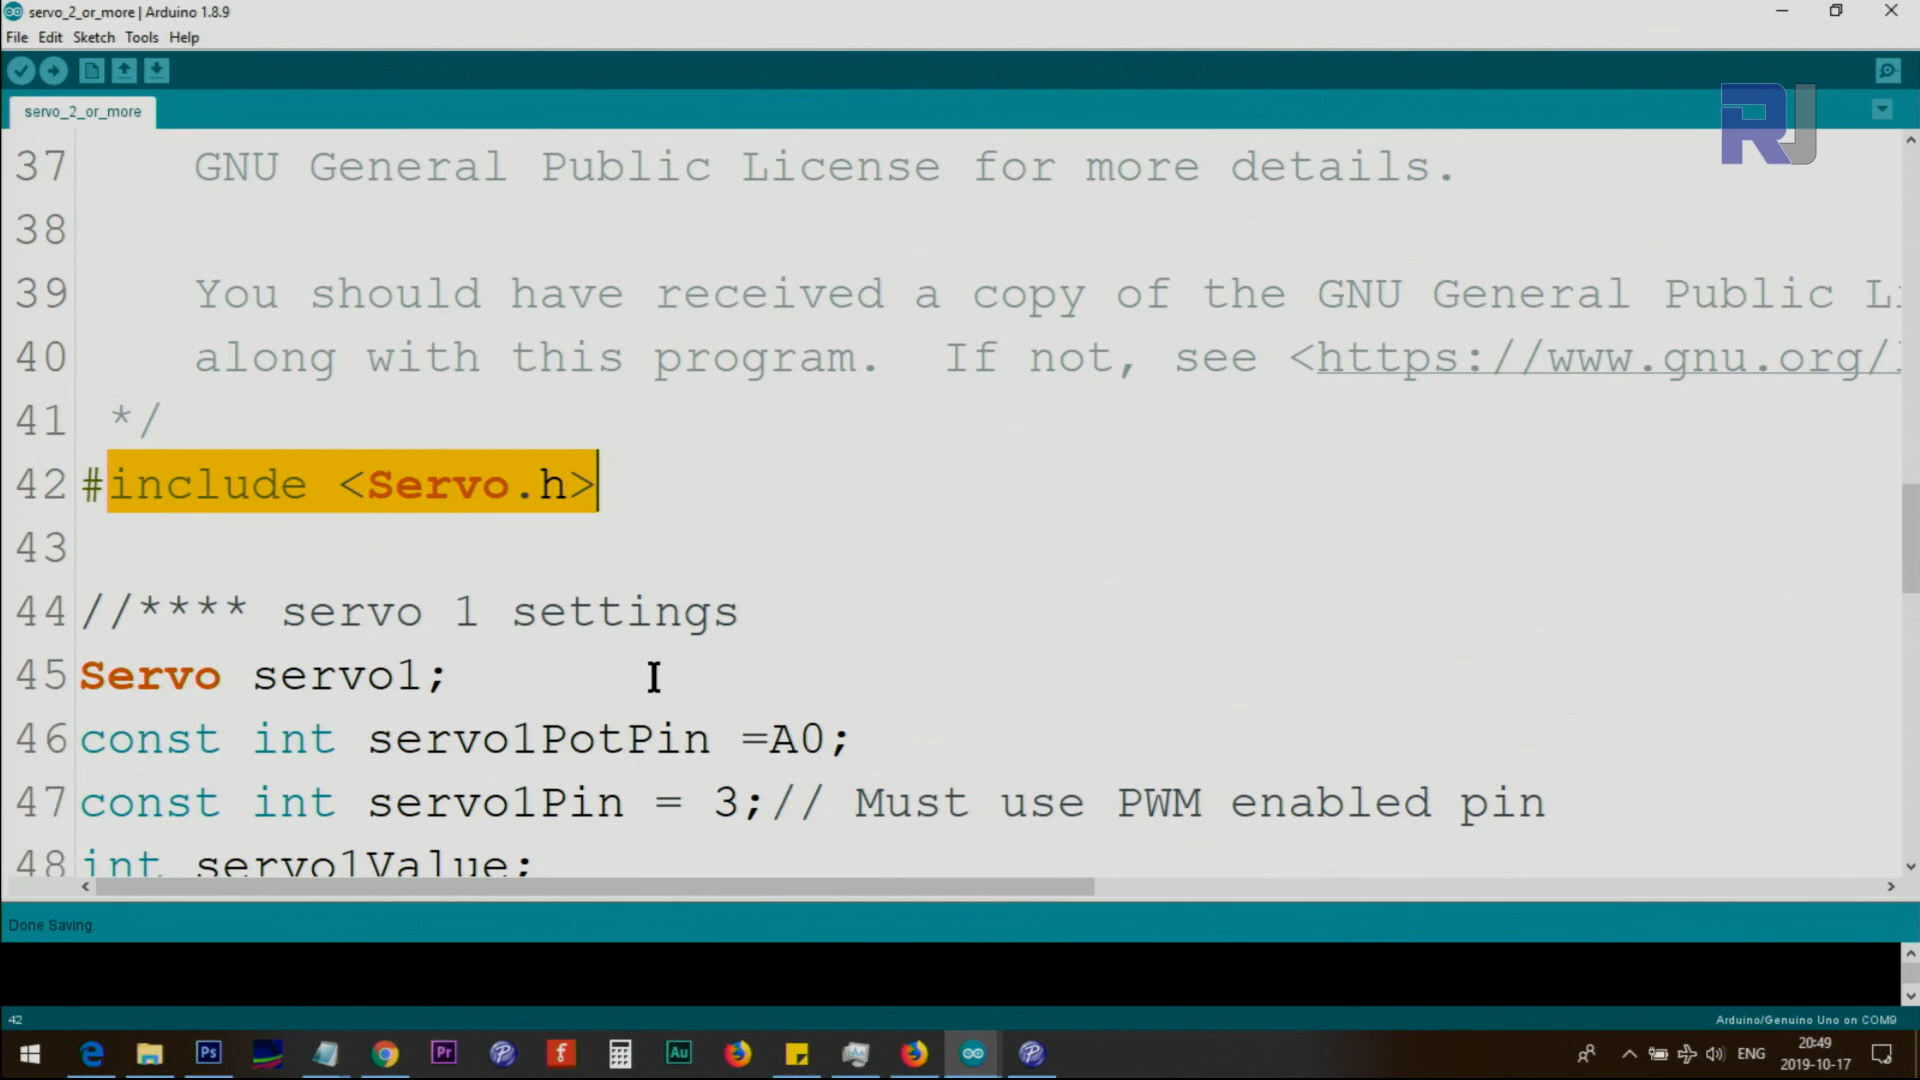 servo_2_or_more | Arduino 1.8.9
File Edit Sketch Tools Help
servo_2_or_more
RJ
37 GNU General Public License for more details.
38
39 You should have received a copy of the GNU General Public
40 along with this program. If not, see <https://www.gnu.org/
41 */
42 #include <Servo.h>
43
44 //**** servo 1 settings
45 Servo servo1;
46 const int servo1PotPin =A0;
47 const int servo1Pin = 3;// Must use PWM enabled pin
48 int servo1Value;
Done Saving.
42
Arduino/Genuino Uno on COM9
Ps Pr f Au
ENG
20:49
2019-10-17